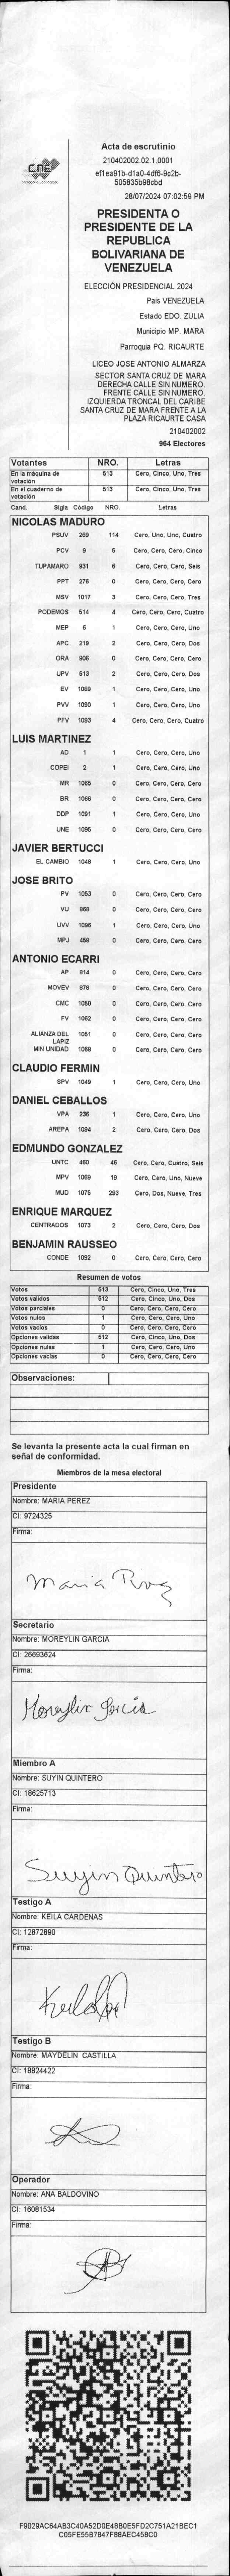 CNE
Acta de escrutinio
210402002.02.1.0001
ef1ea91b-d1a0-4df6-9c2b-
505835b98cbd
28/07/2024 07:02:59 PM
PRESIDENTA O
PRESIDENTE DE LA
REPUBLICA
BOLIVARIANA DE
VENEZUELA
ELECCIÓN PRESIDENCIAL 2024
Pais VENEZUELA
Estado EDO. ZULIA
Municipio MP. MARA
Parroquia PQ. RICAURTE
LICEO JOSE ANTONIO ALMARZA
SECTOR SANTA CRUZ DE MARA
DERECHA CALLE SIN NUMERO.
FRENTE CALLE SIN NUMERO.
IZQUIERDA TRONCAL DEL CARIBE
SANTA CRUZ DE MARA FRENTE A LA
PLAZA RICAURTE CASA
210402002
964 Electores
Votantes NRO. Letras
En la máquina de votación 513 Cero, Cinco, Uno, Tres
En el cuaderno de votación 513 Cero, Cinco, Uno, Tres
Cand. Sigla Código NRO. Letras
NICOLAS MADURO
PSUV 269 114 Cero, Uno, Uno, Cuatro
PCV 9 5 Cero, Cero, Cero, Cinco
TUPAMARO 931 6 Cero, Cero, Cero, Seis
PPT 276 0 Cero, Cero, Cero, Cero
MSV 1017 3 Cero, Cero, Cero, Tres
PODEMOS 514 4 Cero, Cero, Cero, Cuatro
MEP 6 1 Cero, Cero, Cero, Uno
APC 219 2 Cero, Cero, Cero, Dos
ORA 906 0 Cero, Cero, Cero, Cero
UPV 513 2 Cero, Cero, Cero, Dos
EV 1089 1 Cero, Cero, Cero, Uno
PVV 1090 1 Cero, Cero, Cero, Uno
PFV 1093 4 Cero, Cero, Cero, Cuatro
LUIS MARTINEZ
AD 1 1 Cero, Cero, Cero, Uno
COPEI 2 1 Cero, Cero, Cero, Uno
MR 1065 0 Cero, Cero, Cero, Cero
BR 1066 0 Cero, Cero, Cero, Cero
DDP 1091 1 Cero, Cero, Cero, Uno
UNE 1095 0 Cero, Cero, Cero, Cero
JAVIER BERTUCCI
EL CAMBIO 1048 1 Cero, Cero, Cero, Uno
JOSE BRITO
PV 1053 0 Cero, Cero, Cero, Cero
VU 868 0 Cero, Cero, Cero, Cero
UVV 1096 1 Cero, Cero, Cero, Uno
MPJ 458 0 Cero, Cero, Cero, Cero
ANTONIO ECARRI
AP 814 0 Cero, Cero, Cero, Cero
MOVEV 878 0 Cero, Cero, Cero, Cero
CMC 1050 0 Cero, Cero, Cero, Cero
FV 1062 0 Cero, Cero, Cero, Cero
ALIANZA DEL LAPIZ 1051 0 Cero, Cero, Cero, Cero
MIN UNIDAD 1068 0 Cero, Cero, Cero, Cero
CLAUDIO FERMIN
SPV 1049 1 Cero, Cero, Cero, Uno
DANIEL CEBALLOS
VPA 236 1 Cero, Cero, Cero, Uno
AREPA 1094 2 Cero, Cero, Cero, Dos
EDMUNDO GONZALEZ
UNTC 460 46 Cero, Cero, Cuatro, Seis
MPV 1069 19 Cero, Cero, Uno, Nueve
MUD 1075 293 Cero, Dos, Nueve, Tres
ENRIQUE MARQUEZ
CENTRADOS 1073 2 Cero, Cero, Cero, Dos
BENJAMIN RAUSSEO
CONDE 1092 0 Cero, Cero, Cero, Cero
Resumen de votos
Votos 513 Cero, Cinco, Uno, Tres
Votos validos 512 Cero, Cinco, Uno, Dos
Votos parciales 0 Cero, Cero, Cero, Cero
Votos nulos 1 Cero, Cero, Cero, Uno
Votos vacios 0 Cero, Cero, Cero, Cero
Opciones validas 512 Cero, Cinco, Uno, Dos
Opciones nulas 1 Cero, Cero, Cero, Uno
Opciones vacias 0 Cero, Cero, Cero, Cero
Observaciones:
Se levanta la presente acta la cual firman en
señal de conformidad.
Miembros de la mesa electoral
Presidente
Nombre: MARIA PEREZ
CI: 9724325
Firma:
Secretario
Nombre: MOREYLIN GARCIA
CI: 26693624
Firma:
Moreylin Garcia
Miembro A
Nombre: SUYIN QUINTERO
CI: 18625713
Firma:
Suyin Quintero
Testigo A
Nombre: KEILA CARDENAS
CI: 12872890
Firma:
Testigo B
Nombre: MAYDELIN CASTILLA
CI: 18824422
Firma:
Operador
Nombre: ANA BALDOVINO
CI: 16081534
Firma:
F9029AC64AB3C40A52D0E48B0E5FD2C751A21BEC1
C05FE55B7847F88AEC458C0